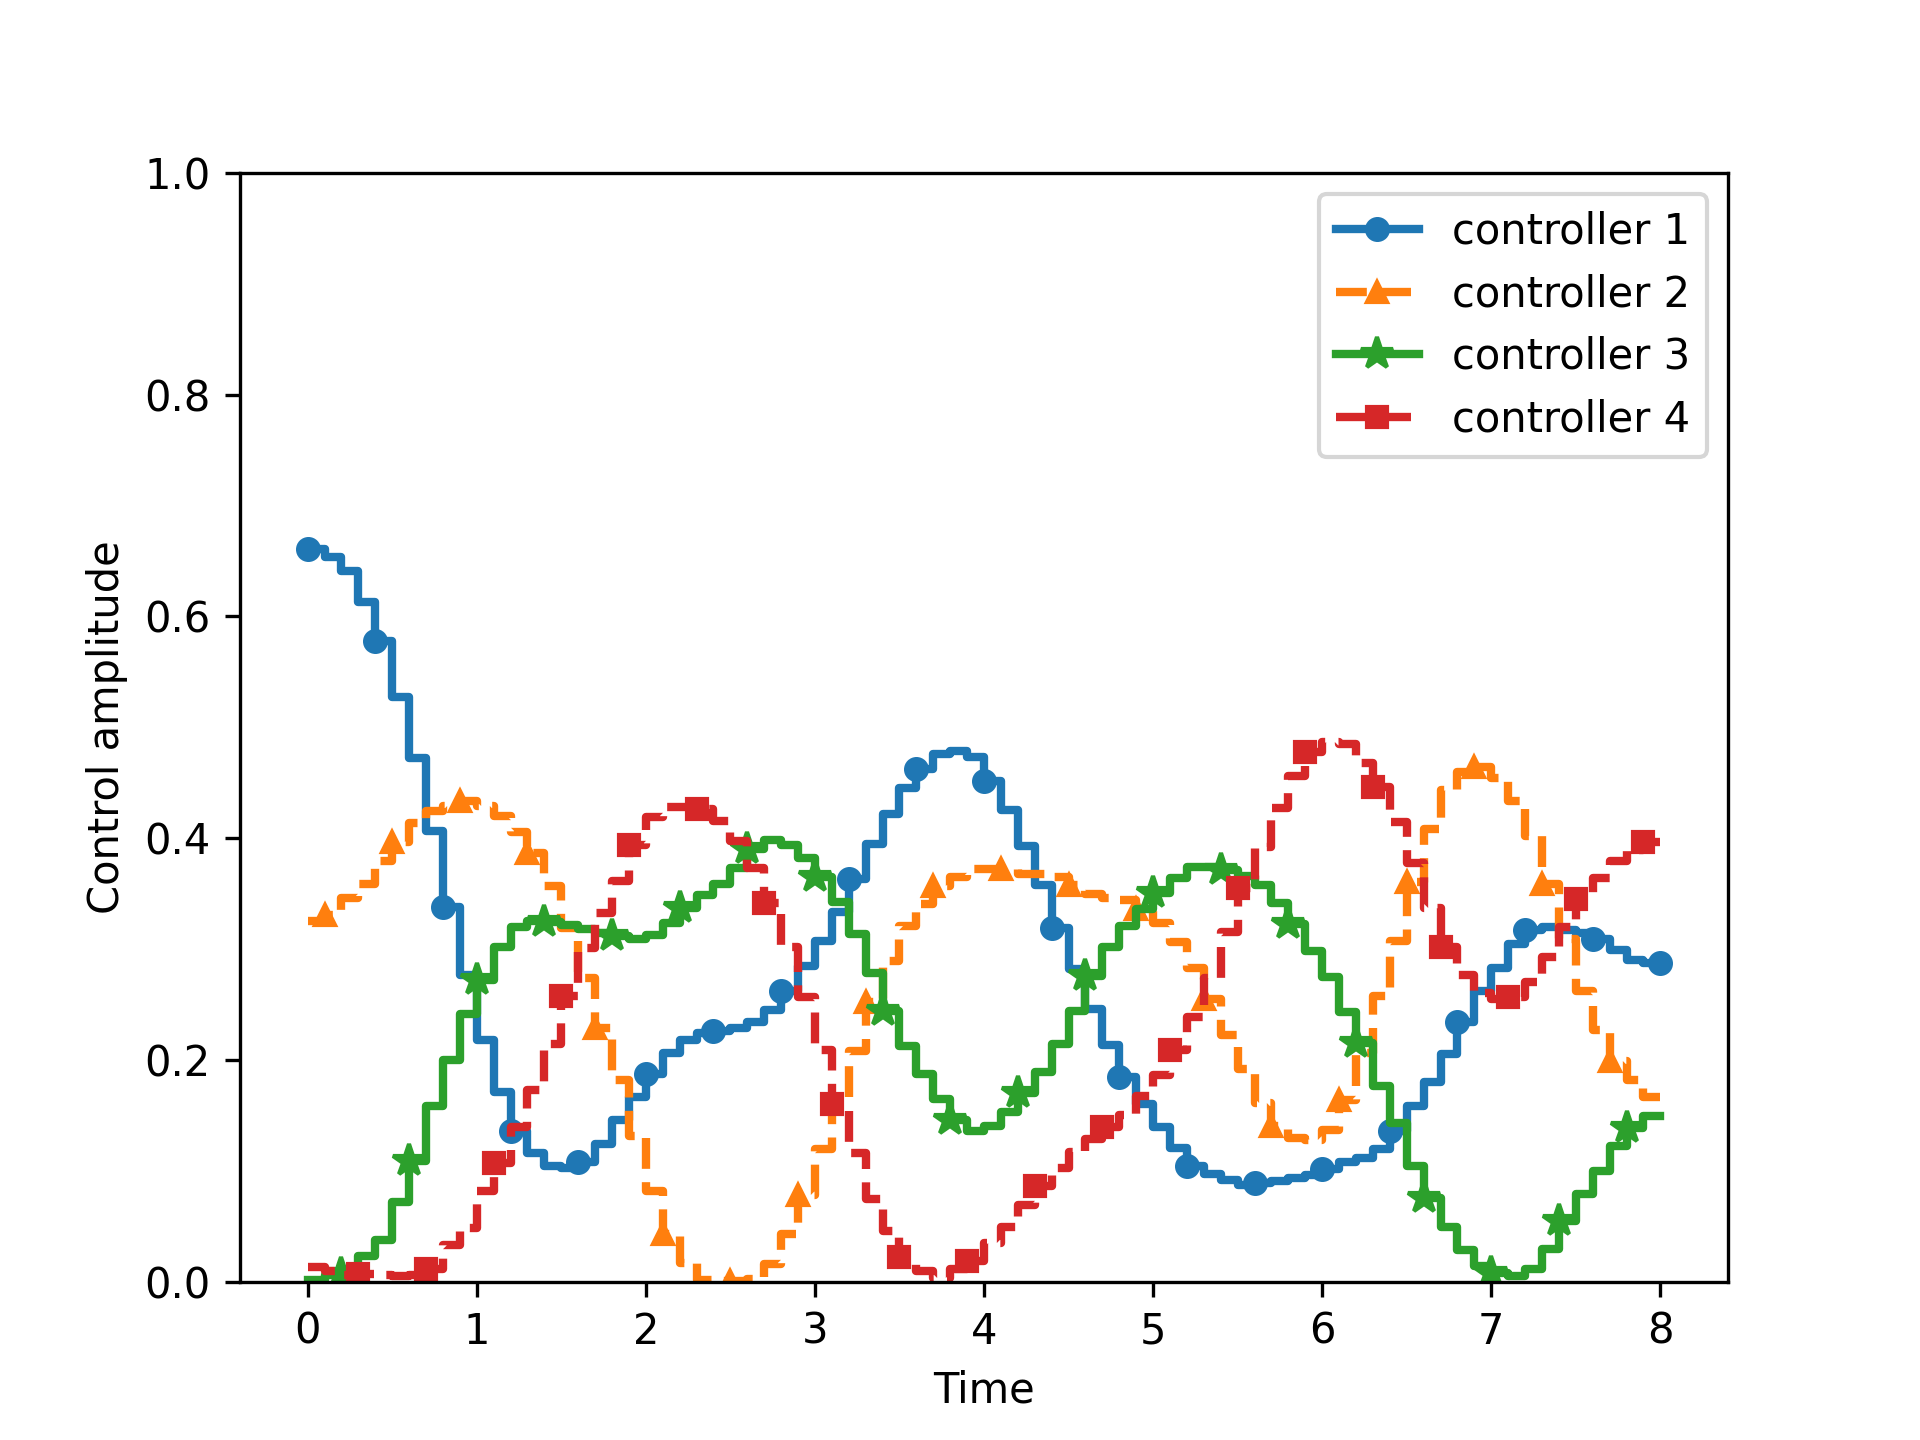 1.0
0.8
0.6
0.4
0.2
0.0
Control amplitude
controller 1
controller 2
controller 3
controller 4
0 1 2 3 4 5 6 7 8
Time